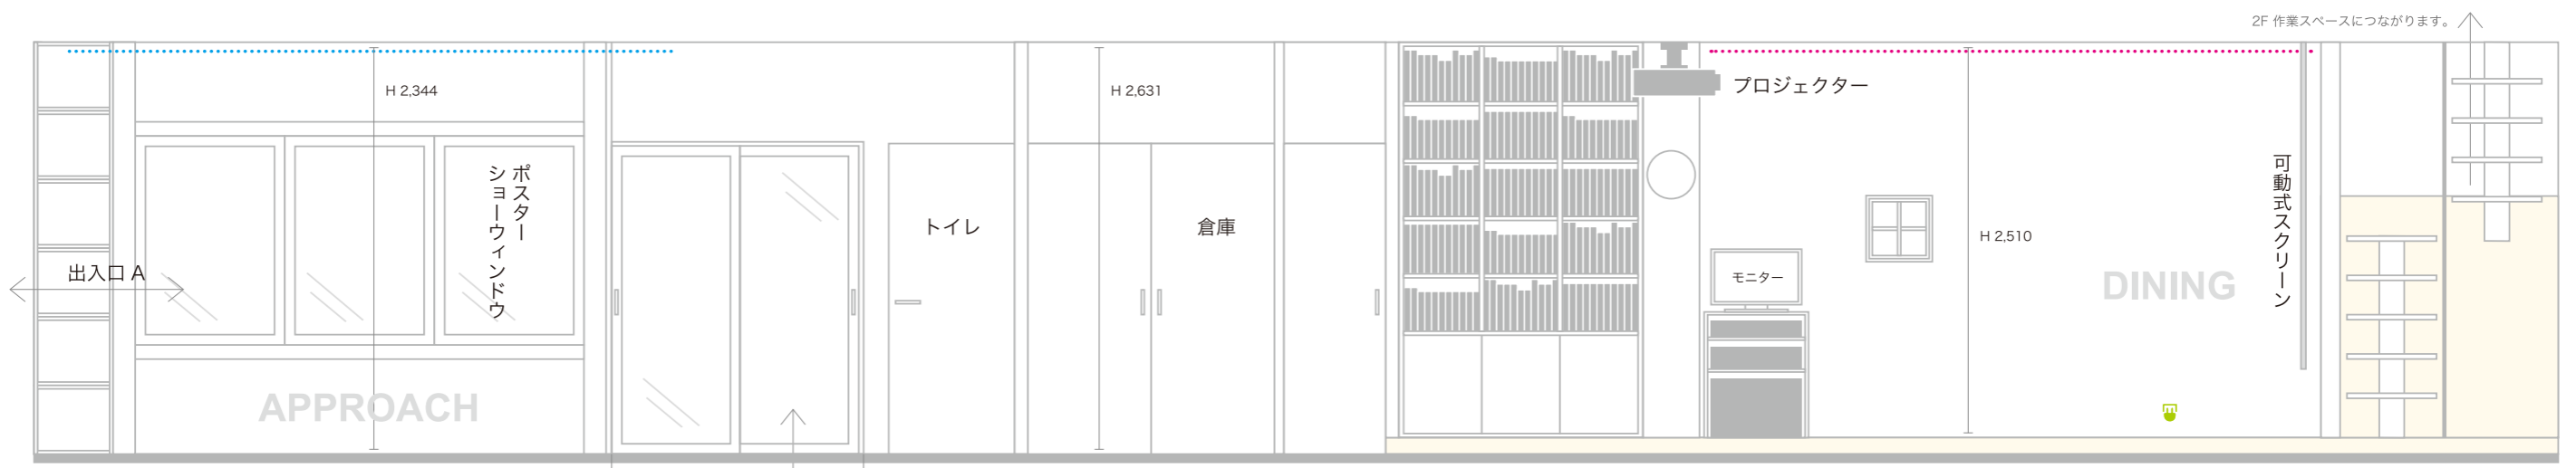 2F 作業スペースにつながります。
H 2,344
H 2,631
プロジェクター
ポスター
ショーウィンドウ
可動式スクリーン
トイレ
倉庫
H 2,510
出入口 A
モニター
DINING
APPROACH